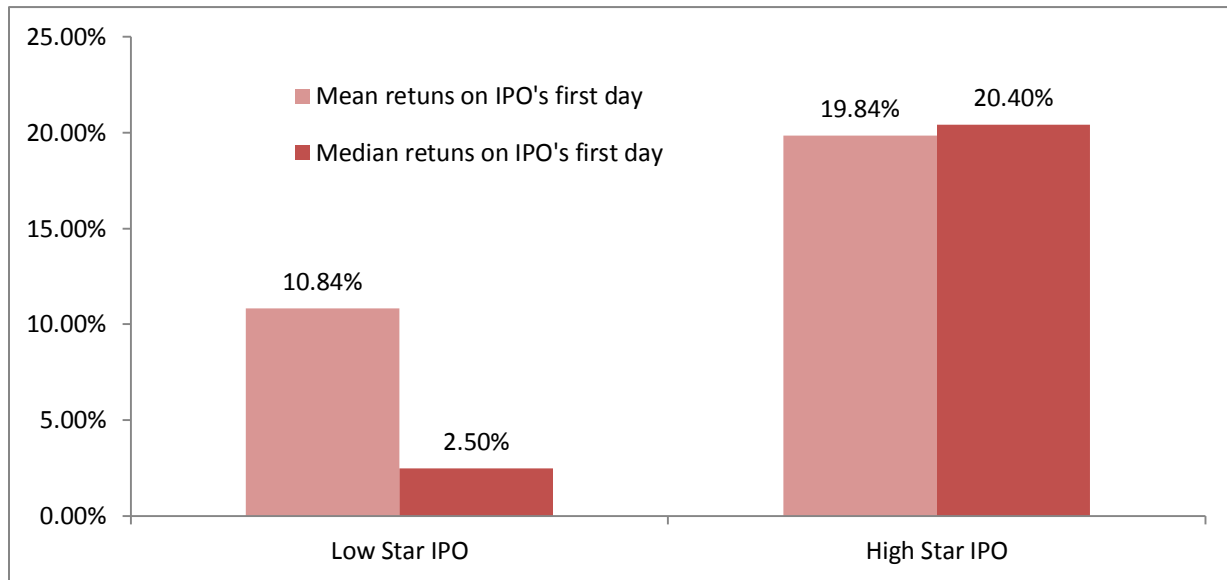 25.00%
20.00%
15.00%
10.00%
5.00%
0.00%
Mean retuns on IPO's first day
Median retuns on IPO's first day
10.84%
2.50%
19.84%
20.40%
Low Star IPO
High Star IPO